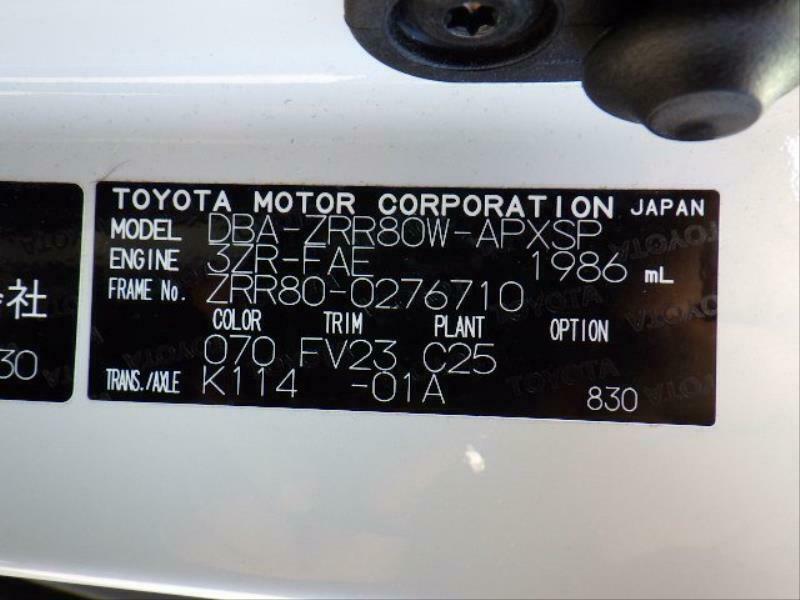 会社
30
TOYOTA MOTOR CORPORATION JAPAN
MODEL DBA-ZRR80W-APXSP
ENGINE 3ZR-FAE 1986 mL
FRAME No. ZRR80-0276710
COLOR TRIM PLANT OPTION
070 FV23 C25
TRANS./AXLE K114 -01A 830